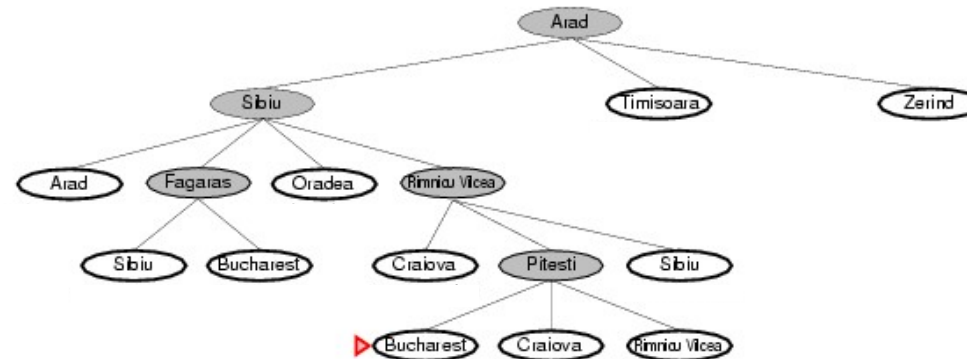 Arad
Sibiu
Timisoara
Zerind
Arad
Fagaras
Oradea
Rimnicu Vilcea
Sibiu
Bucharest
Craiova
Pitesti
Sibiu
Bucharest
Craiova
Rimnicu Vilcea